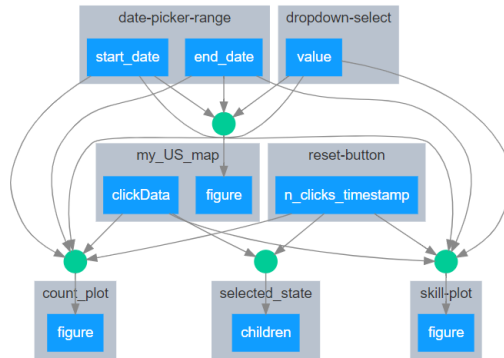 date-picker-range dropdown-select
start_date end_date value
my_US_map reset-button
clickData figure n_clicks_timestamp
count_plot selected_state skill-plot
figure children figure